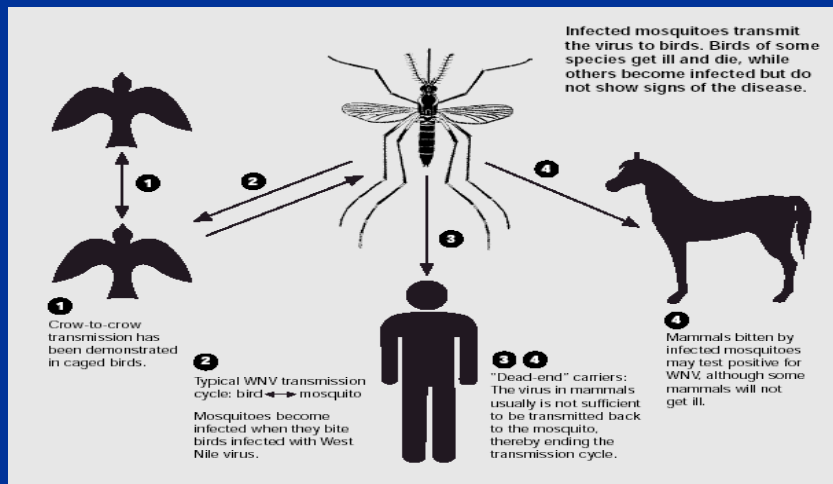 Infected mosquitoes transmit
the virus to birds. Birds of some
species get ill and die, while
others become infected but do
not show signs of the disease.
1
2
3
4
1
Crow-to-crow
transmission has
been demonstrated
in caged birds.
2
Typical WNV transmission
cycle: bird ◄─► mosquito
Mosquitoes become
infected when they bite
birds infected with West
Nile virus.
3 4
"Dead-end" carriers:
The virus in mammals
usually is not sufficient
to be transmitted back
to the mosquito,
thereby ending the
transmission cycle.
4
Mammals bitten by
infected mosquitoes
may test positive for
WNV, although some
mammals will not
get ill.